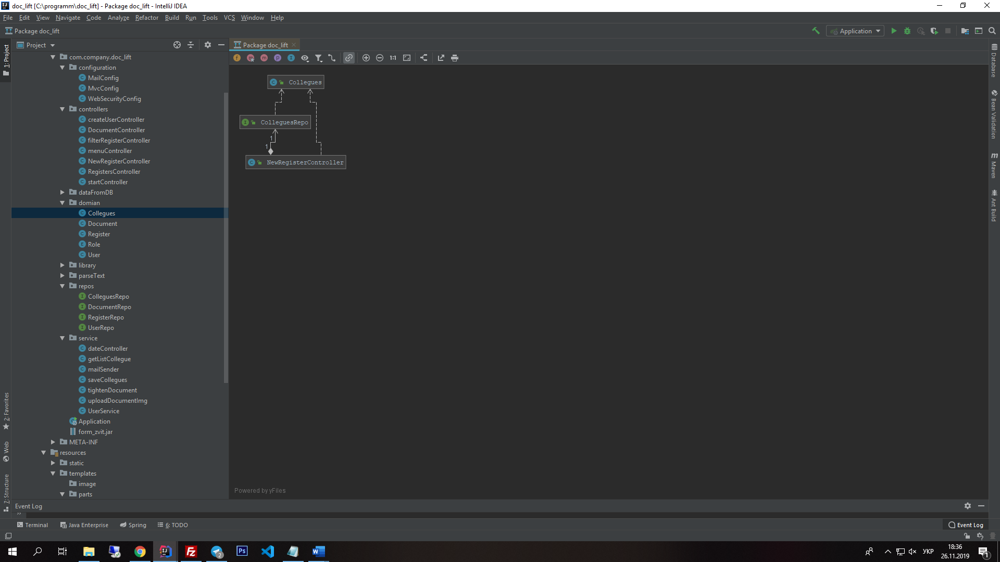 doc_lift [C:\programm\doc_lift] - Package doc_lift - IntelliJ IDEA
File Edit View Navigate Code Analyze Refactor Build Run Tools VCS Window Help
Package doc_lift
Application
1: Project
Project
Package doc_lift
com.company.doc_lift
configuration
MailConfig
MvcConfig
WebSecurityConfig
controllers
createUserController
DocumentController
filterRegisterController
menuController
NewRegisterController
RegistersController
startController
dataFromDB
domian
Collegues
Document
Register
Role
User
library
parseText
repos
ColleguesRepo
DocumentRepo
RegisterRepo
UserRepo
service
dateController
getListCollegue
mailSender
saveCollegues
tightenDocument
uploadDocumentImg
UserService
Application
form_zvit.jar
META-INF
resources
static
templates
image
parts
1:1
Collegues
ColleguesRepo
1
1
NewRegisterController
Powered by yFiles
Database
Bean Validation
Maven
Ant Build
2: Favorites
Web
7: Structure
Event Log
Terminal
Java Enterprise
Spring
6: TODO
Event Log
УКР
18:36
26.11.2019